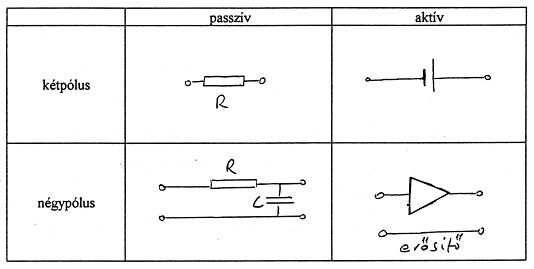 passzív
aktív
kétpólus
R
négypólus
R
C
erősítő